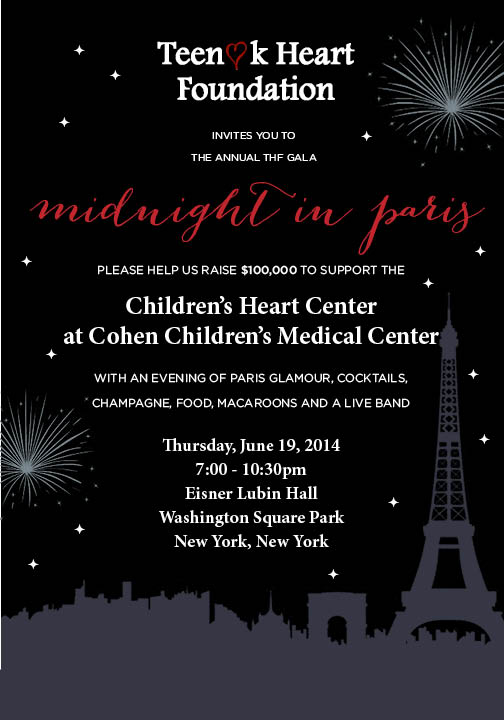 Teen k Heart
Foundation
INVITES YOU TO
THE ANNUAL THF GALA
midnight in paris
PLEASE HELP US RAISE $100,000 TO SUPPORT THE
Children's Heart Center
at Cohen Children's Medical Center
WITH AN EVENING OF PARIS GLAMOUR, COCKTAILS,
CHAMPAGNE, FOOD, MACAROONS AND A LIVE BAND
Thursday, June 19, 2014
7:00 - 10:30pm
Eisner Lubin Hall
Washington Square Park
New York, New York